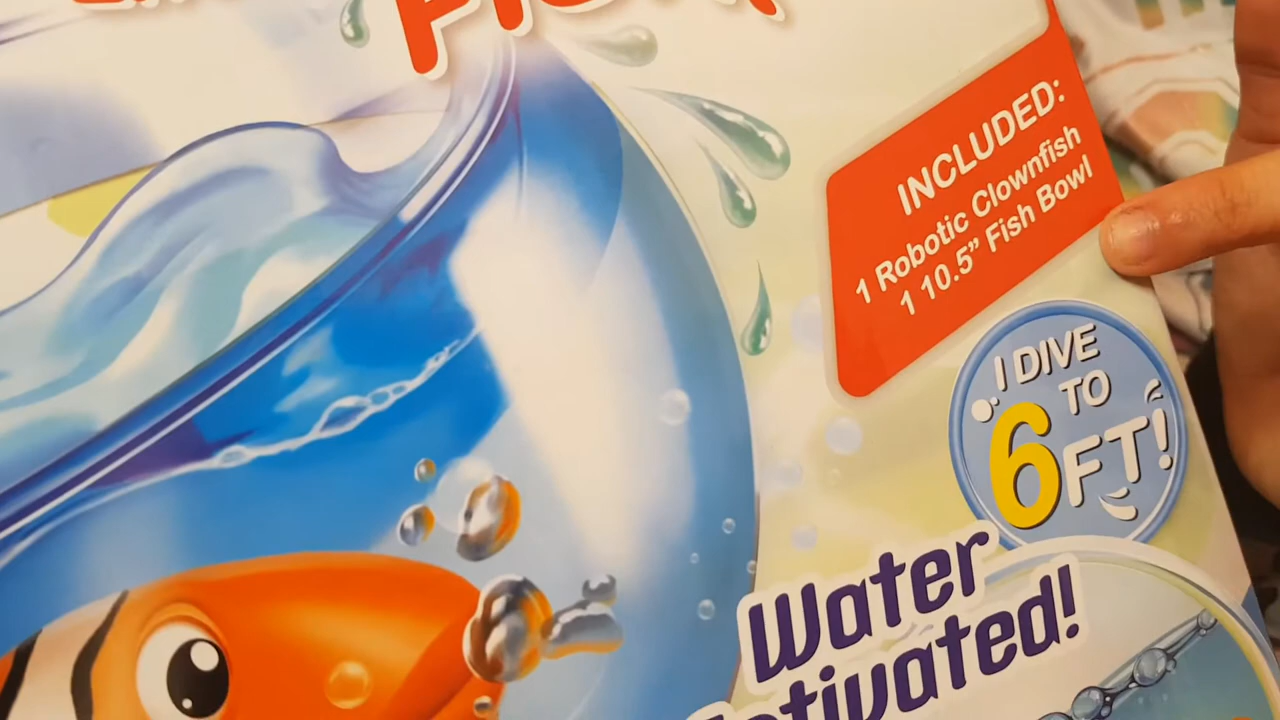 INCLUDED:
1 Robotic Clownfish
1 10.5" Fish Bowl
I DIVE
TO
6 FT!
Water